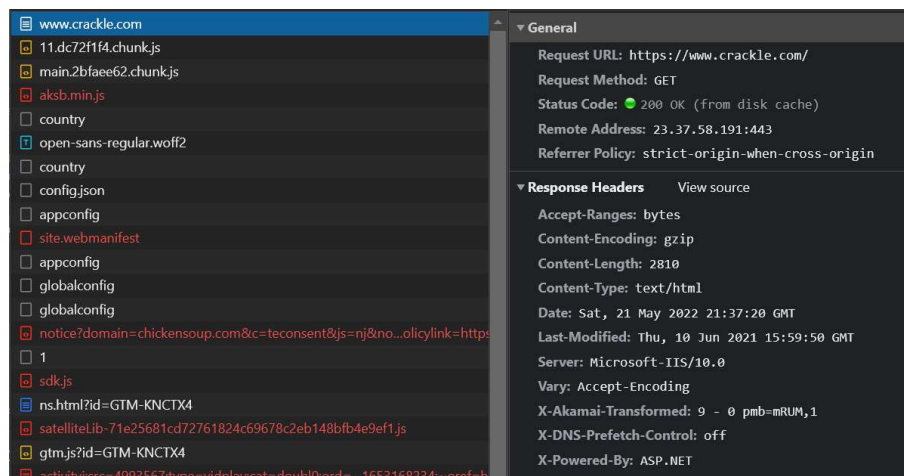 www.crackle.com
11.dc72f1f4.chunk.js
main.2bfaee62.chunk.js
aksb.min.js
country
open-sans-regular.woff2
country
config.json
appconfig
site.webmanifest
appconfig
globalconfig
globalconfig
notice?domain=chickensoup.com&c=teconsent&js=nj&no...olicylink=https
1
sdk.js
ns.html?id=GTM-KNCTX4
satelliteLib-71e25681cd72761824c69678c2eb148bfb4e9ef1.js
gtm.js?id=GTM-KNCTX4
General
Request URL: https://www.crackle.com/
Request Method: GET
Status Code: 200 OK (from disk cache)
Remote Address: 23.37.58.191:443
Referrer Policy: strict-origin-when-cross-origin
Response Headers View source
Accept-Ranges: bytes
Content-Encoding: gzip
Content-Length: 2810
Content-Type: text/html
Date: Sat, 21 May 2022 21:37:20 GMT
Last-Modified: Thu, 10 Jun 2021 15:59:50 GMT
Server: Microsoft-IIS/10.0
Vary: Accept-Encoding
X-Akamai-Transformed: 9 - 0 pmb=mRUM,1
X-DNS-Prefetch-Control: off
X-Powered-By: ASP.NET